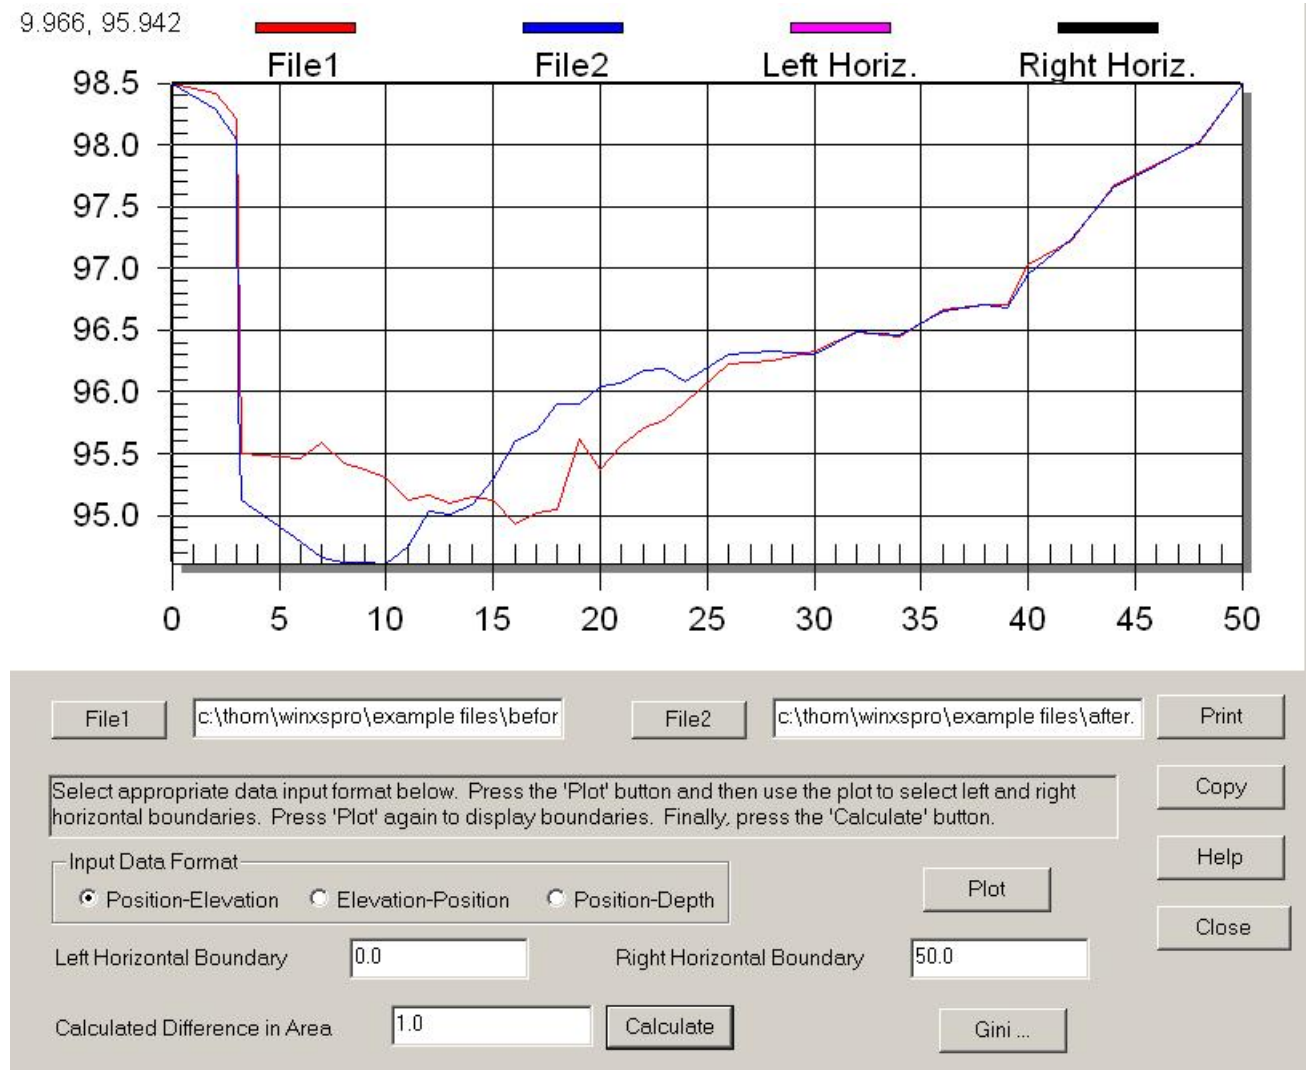 9.966, 95.942
File1 File2 Left Horiz. Right Horiz.
98.5
98.0
97.5
97.0
96.5
96.0
95.5
95.0
0 5 10 15 20 25 30 35 40 45 50
File1 c:\thom\winxspro\example files\befor File2 c:\thom\winxspro\example files\after. Print
Select appropriate data input format below. Press the 'Plot' button and then use the plot to select left and right
horizontal boundaries. Press 'Plot' again to display boundaries. Finally, press the 'Calculate' button.
Copy
Help
Input Data Format
Position-Elevation Elevation-Position Position-Depth
Plot
Close
Left Horizontal Boundary 0.0 Right Horizontal Boundary 50.0
Calculated Difference in Area 1.0 Calculate Gini ...